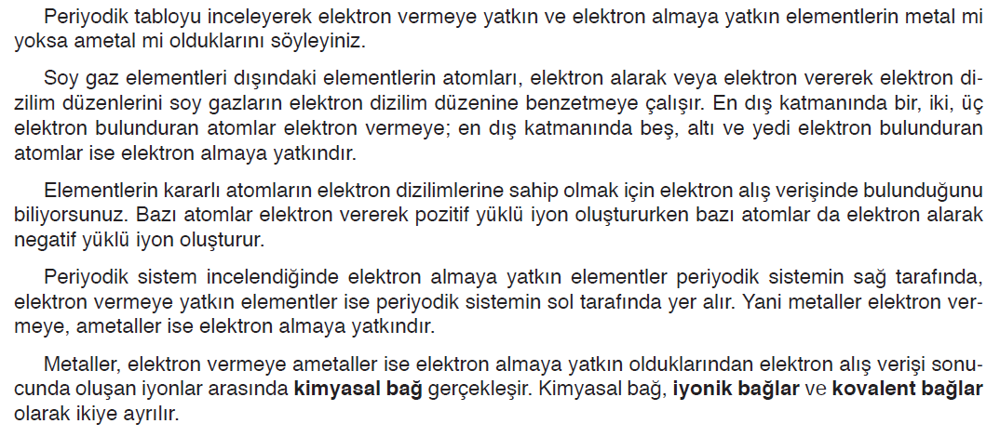 Periyodik tabloyu inceleyerek elektron vermeye yatkın ve elektron almaya yatkın elementlerin metal mi
yoksa ametal mi olduklarını söyleyiniz.
Soy gaz elementleri dışındaki elementlerin atomları, elektron alarak veya elektron vererek elektron di-
zilim düzenlerini soy gazların elektron dizilim düzenine benzetmeye çalışır. En dış katmanında bir, iki, üç
elektron bulunduran atomlar elektron vermeye; en dış katmanında beş, altı ve yedi elektron bulunduran
atomlar ise elektron almaya yatkındır.
Elementlerin kararlı atomların elektron dizilimlerine sahip olmak için elektron alış verişinde bulunduğunu
biliyorsunuz. Bazı atomlar elektron vererek pozitif yüklü iyon oluştururken bazı atomlar da elektron alarak
negatif yüklü iyon oluşturur.
Periyodik sistem incelendiğinde elektron almaya yatkın elementler periyodik sistemin sağ tarafında,
elektron vermeye yatkın elementler ise periyodik sistemin sol tarafında yer alır. Yani metaller elektron ver-
meye, ametaller ise elektron almaya yatkındır.
Metaller, elektron vermeye ametaller ise elektron almaya yatkın olduklarından elektron alış verişi sonu-
cunda oluşan iyonlar arasında kimyasal bağ gerçekleşir. Kimyasal bağ, iyonik bağlar ve kovalent bağlar
olarak ikiye ayrılır.